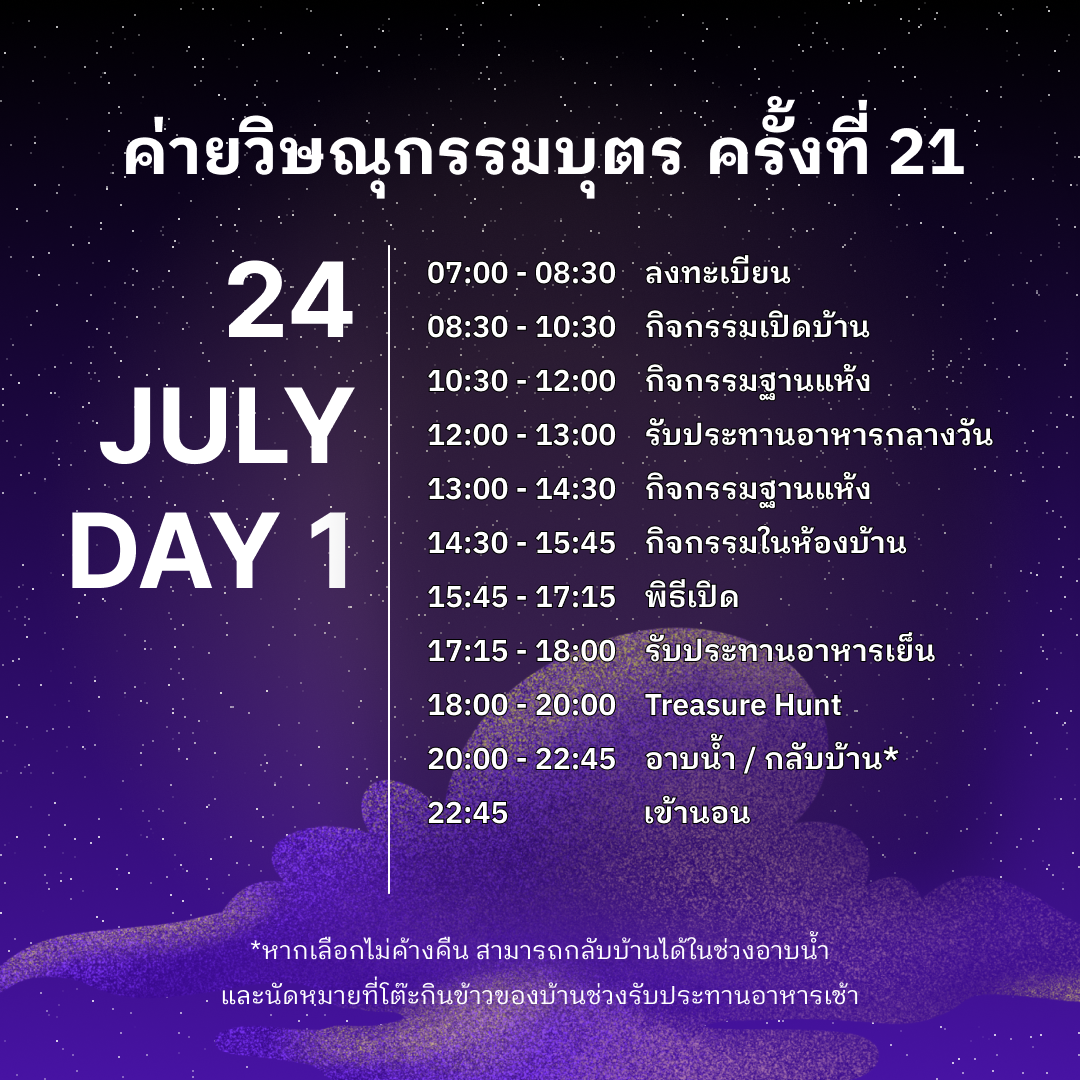 ค่ายวิษณุกรรมบุตร ครั้งที่ 21
24
JULY
DAY 1
07:00 - 08:30 ลงทะเบียน
08:30 - 10:30 กิจกรรมเปิดบ้าน
10:30 - 12:00 กิจกรรมฐานแห้ง
12:00 - 13:00 รับประทานอาหารกลางวัน
13:00 - 14:30 กิจกรรมฐานแห้ง
14:30 - 15:45 กิจกรรมในห้องบ้าน
15:45 - 17:15 พิธีเปิด
17:15 - 18:00 รับประทานอาหารเย็น
18:00 - 20:00 Treasure Hunt
20:00 - 22:45 อาบน้ำ / กลับบ้าน*
22:45 เข้านอน
*หากเลือกไม่ค้างคืน สามารถกลับบ้านได้ในช่วงอาบน้ำ
และนัดหมายที่โต๊ะกินข้าวของบ้านช่วงรับประทานอาหารเช้า